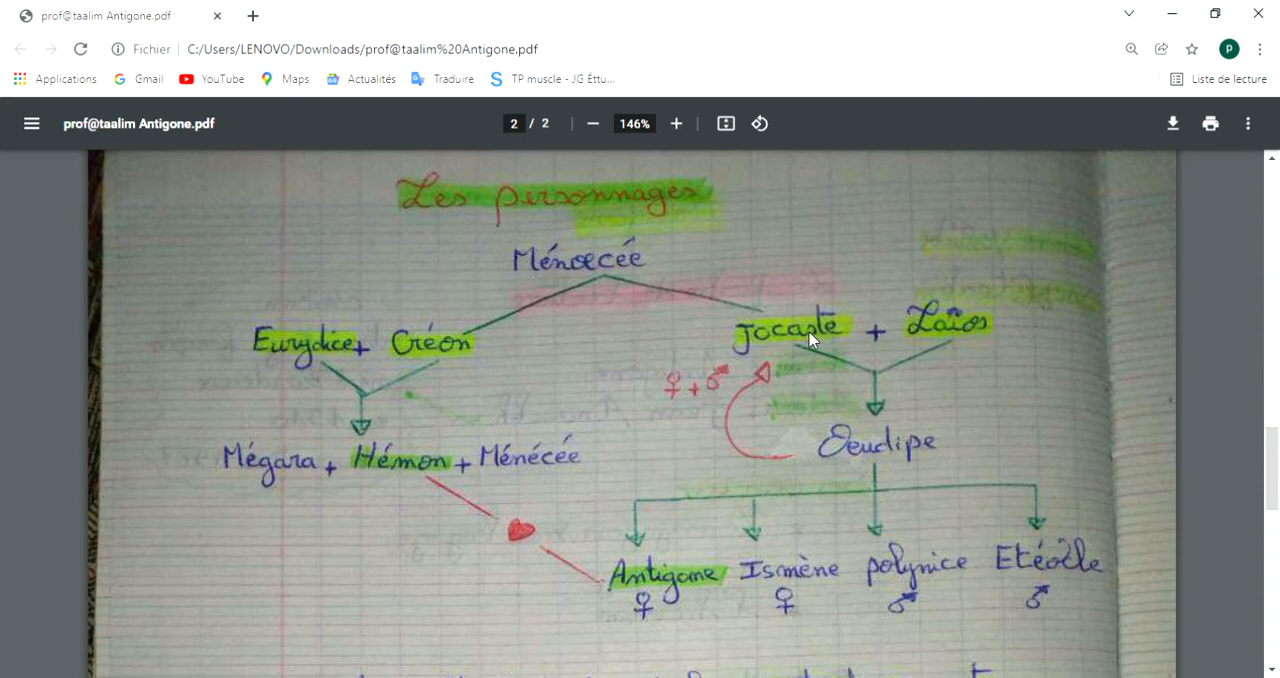 prof@taalim Antigone.pdf
Fichier C:/Users/LENOVO/Downloads/prof@taalim%20Antigone.pdf P
Applications Gmail YouTube Maps Actualités Traduire TP muscle - JG Éttu... Liste de lecture
prof@taalim Antigone.pdf 2 / 2 146%
Les personnages
Ménœcée
Eurydice + Créon Jocaste + Laïos
♀ + ♂
Oeudipe
Mégara + Hémon + Ménécée
Antigone Ismène polynice Etéocle
♀ ♀ ♂ ♂